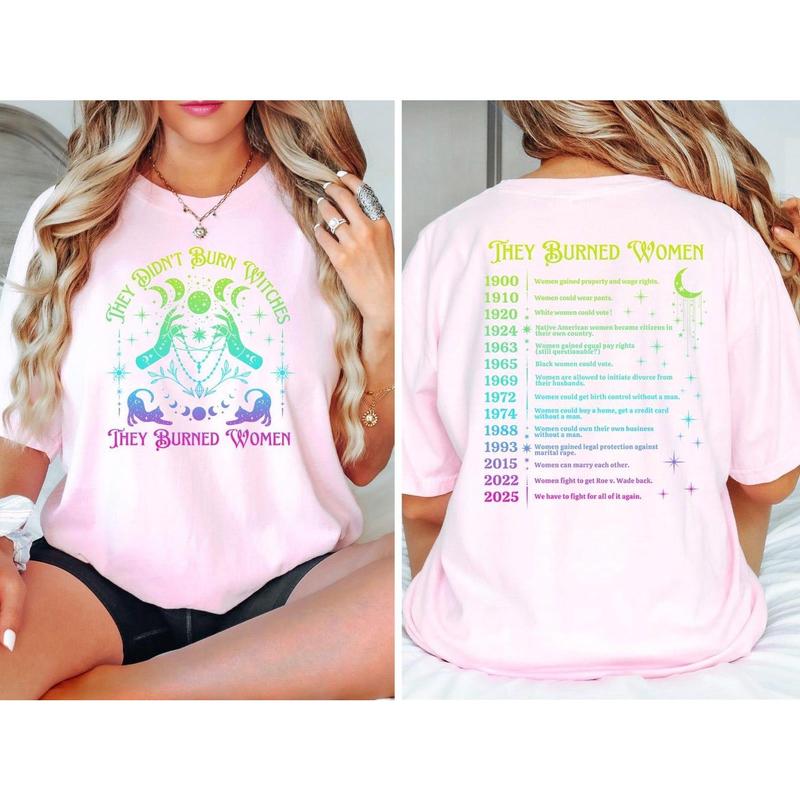 They Didn't Burn Witches
They Burned Women
They Burned Women
1900 Women gained property and wage rights.
1910 Women could wear pants.
1920 White women could vote!
1924 Native American women became citizens in
their own country.
1963 Women gained equal pay rights
(still questionable?)
1965 Black women could vote.
1969 Women are allowed to initiate divorce from
their husbands.
1972 Women could get birth control without a man.
1974 Women could buy a home, get a credit card
without a man.
1988 Women could own their own business
without a man.
1993 Women gained legal protection against
marital rape.
2015 Women can marry each other.
2022 Women fight to get Roe v. Wade back.
2025 We have to fight for all of it again.